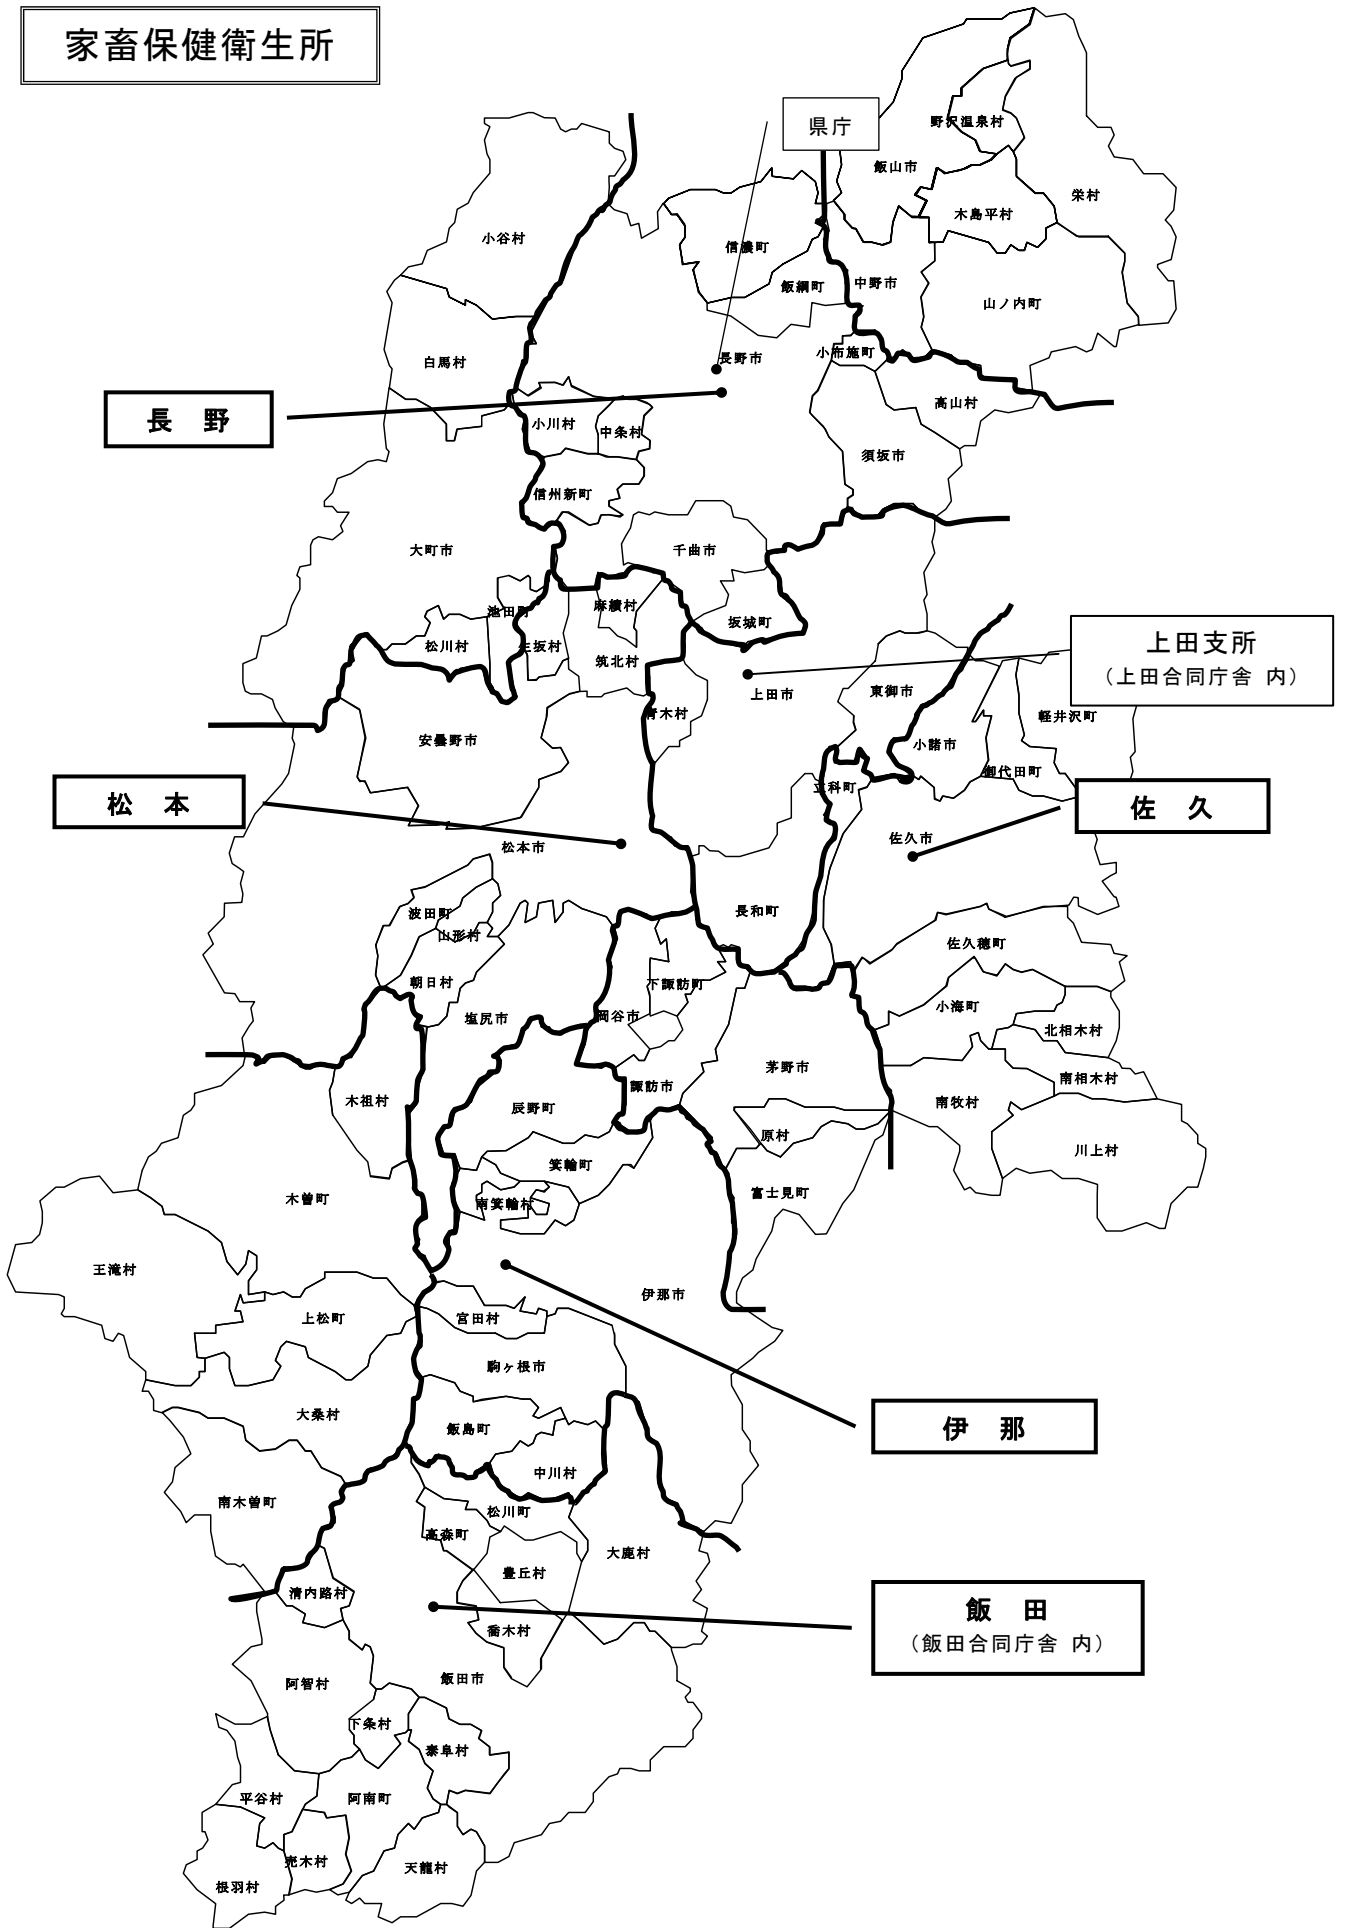 家畜保健衛生所
県庁
野沢温泉村
飯山市
栄村
木島平村
小谷村
信濃町
飯綱町
中野市
山ノ内町
白馬村
長野市
小布施町
長　野
小川村
中条村
高山村
須坂市
信州新町
大町市
千曲市
池田町
麻績村
坂城町
松川村
生坂村
筑北村
上田支所
（上田合同庁舎 内）
上田市
東御市
青木村
軽井沢町
安曇野市
小諸市
御代田町
立科町
松　本
佐　久
佐久市
松本市
波田町
長和町
山形村
佐久穂町
朝日村
下諏訪町
小海町
塩尻市
岡谷市
北相木村
茅野市
南相木村
諏訪市
木祖村
辰野町
南牧村
原村
川上村
箕輪町
木曽町
南箕輪村
富士見町
王滝村
伊那市
上松町
宮田村
駒ヶ根市
大桑村
飯島町
伊　那
中川村
南木曽町
松川町
高森町
大鹿村
豊丘村
清内路村
飯　田
（飯田合同庁舎 内）
喬木村
飯田市
阿智村
下条村
泰阜村
平谷村
阿南町
売木村
天龍村
根羽村